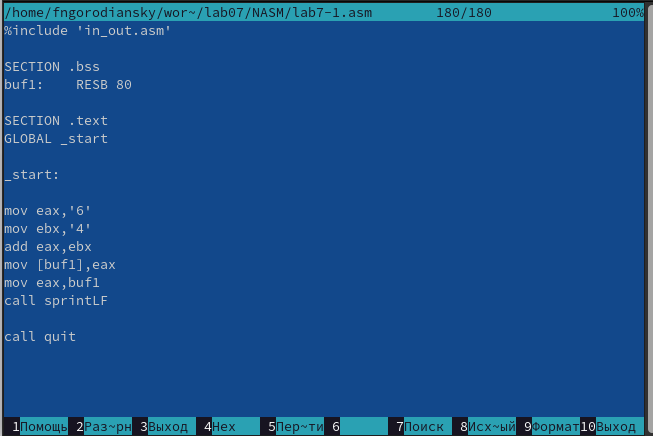 /home/fngorodiansky/wor~/lab07/NASM/lab7-1.asm 180/180 100%
%include 'in_out.asm'
SECTION .bss
buf1: RESB 80
SECTION .text
GLOBAL _start
_start:
mov eax,'6'
mov ebx,'4'
add eax,ebx
mov [buf1],eax
mov eax,buf1
call sprintLF
call quit
1Помощь 2Раз~рн 3Выход 4Hex 5Пер~ти 6 7Поиск 8Исх~ый 9Формат 10Выход